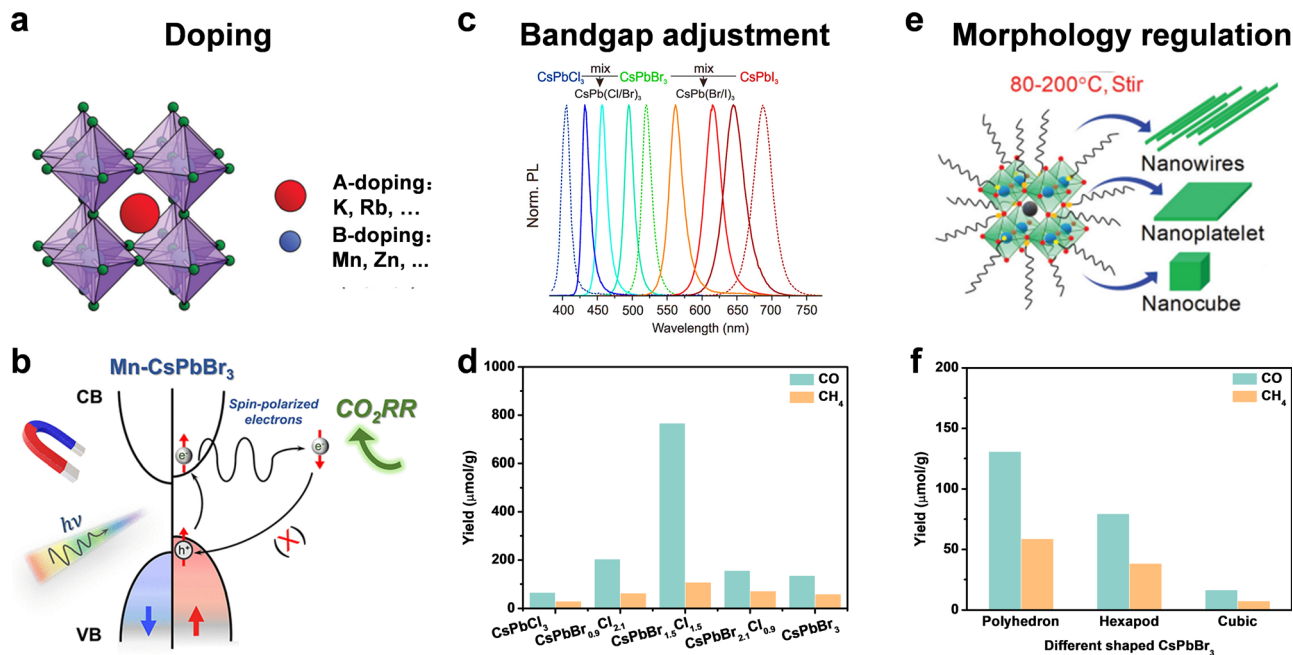 a Doping
A-doping:
K, Rb, ...
B-doping:
Mn, Zn, ...
c Bandgap adjustment
CsPbCl₃ mix CsPbBr₃ mix CsPbI₃
CsPb(Cl/Br)₃ CsPb(Br/I)₃
Norm. PL
400 450 500 550 600 650 700 750
Wavelength (nm)
e Morphology regulation
80-200°C, Stir
Nanowires
Nanoplatelet
Nanocube
b
Mn-CsPbBr₃
CB
Spin-polarized
electrons
CO₂RR
e⁻ e⁻
hν
h⁺
VB
d
1000
800
600
400
200
0
Yield (μmol/g)
CO
CH₄
CsPbCl₃ CsPbBr₀.₉Cl₂.₁ CsPbBr₁.₅Cl₁.₅ CsPbBr₂.₁Cl₀.₉ CsPbBr₃
f
200
150
100
50
0
Yield (μmol/g)
CO
CH₄
Polyhedron Hexapod Cubic
Different shaped CsPbBr₃